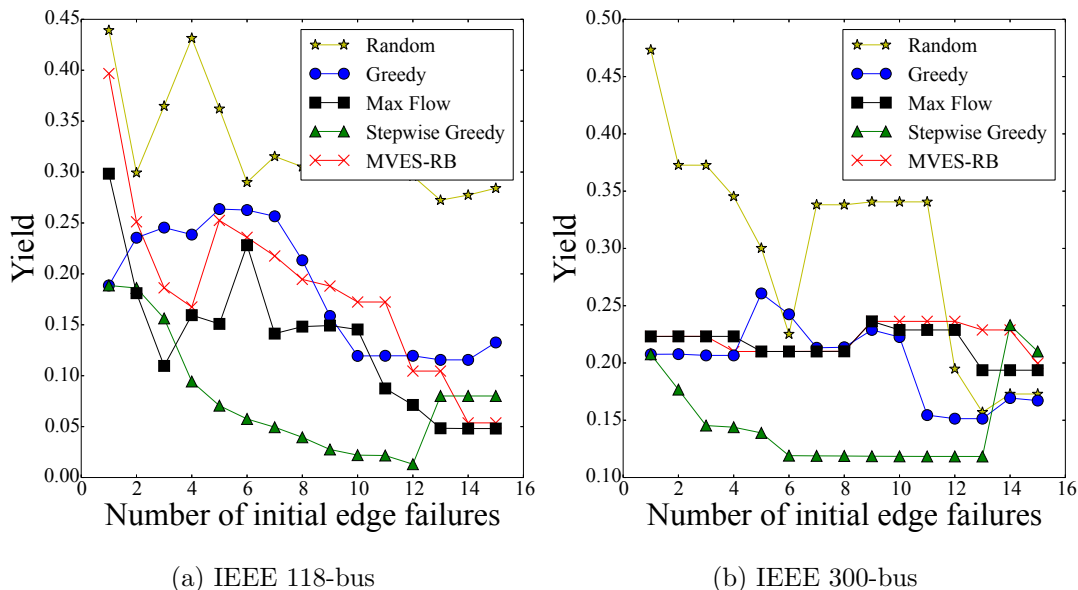 0.45
0.40
0.35
0.30
0.25
0.20
0.15
0.10
0.05
0.00
Yield
0 2 4 6 8 10 12 14 16
Number of initial edge failures
Random
Greedy
Max Flow
Stepwise Greedy
MVES-RB
(a) IEEE 118-bus
0.50
0.45
0.40
0.35
0.30
0.25
0.20
0.15
0.10
Yield
0 2 4 6 8 10 12 14 16
Number of initial edge failures
Random
Greedy
Max Flow
Stepwise Greedy
MVES-RB
(b) IEEE 300-bus